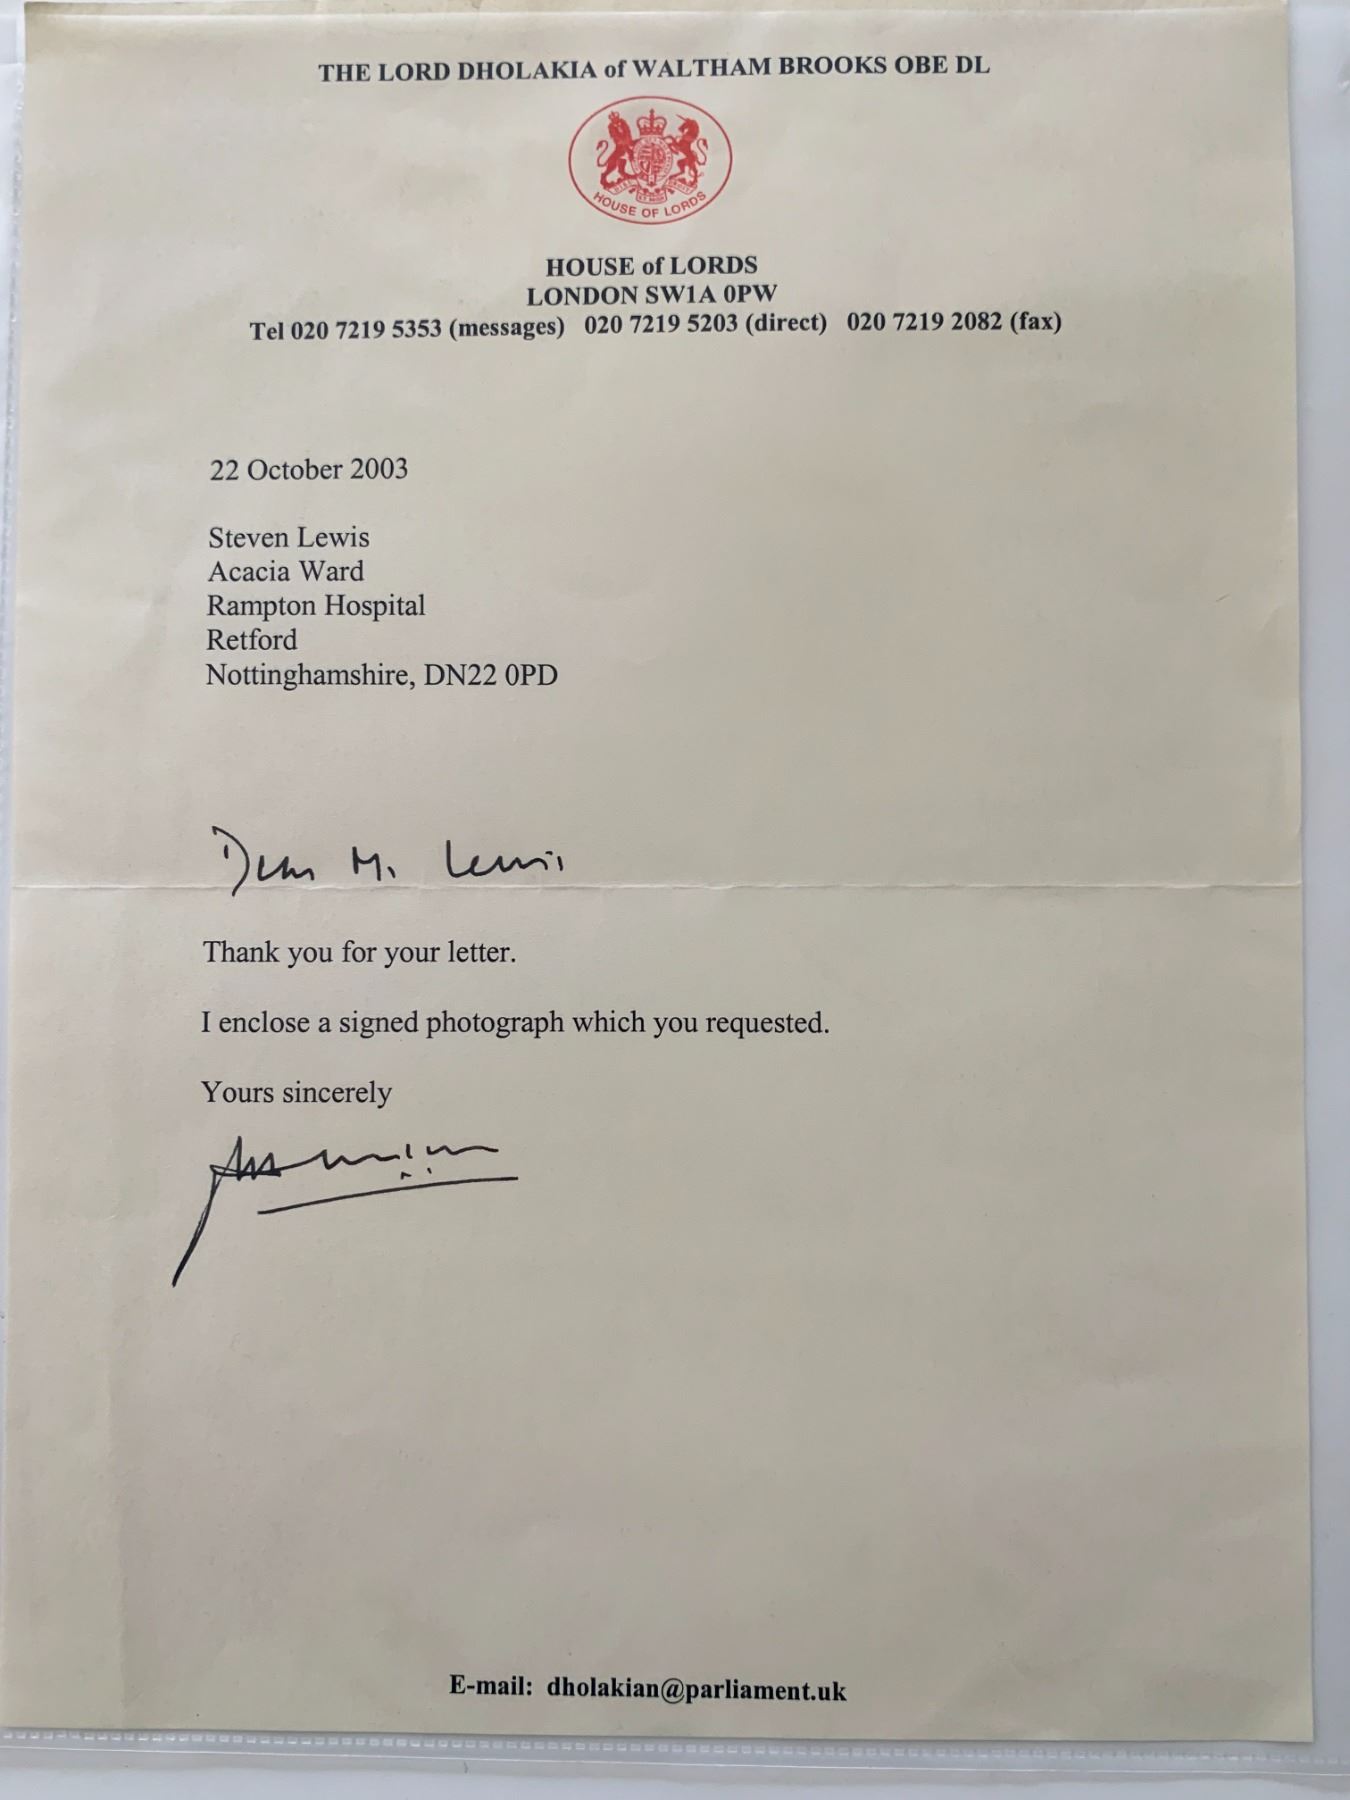 THE LORD DHOLAKIA of WALTHAM BROOKS OBE DL
HOUSE OF LORDS
HOUSE of LORDS
LONDON SW1A 0PW
Tel 020 7219 5353 (messages) 020 7219 5203 (direct) 020 7219 2082 (fax)
22 October 2003
Steven Lewis
Acacia Ward
Rampton Hospital
Retford
Nottinghamshire, DN22 0PD
Dear Mr Lewis
Thank you for your letter.
I enclose a signed photograph which you requested.
Yours sincerely
E-mail: dholakian@parliament.uk